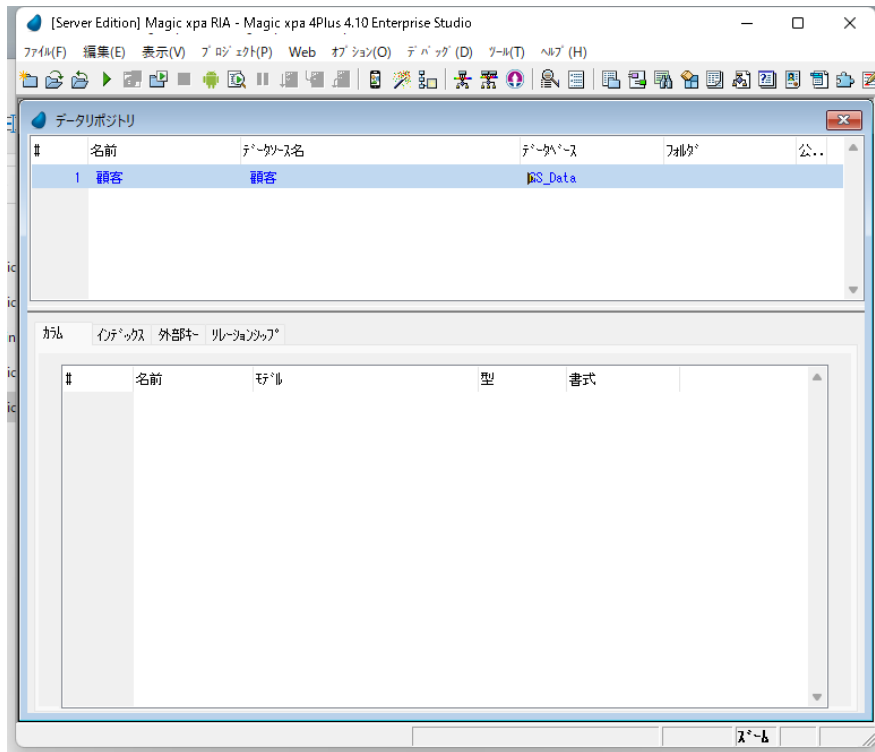 [Server Edition] Magic xpa RIA - Magic xpa 4Plus 4.10 Enterprise Studio
ﾌｧｲﾙ(F) 編集(E) 表示(V) ﾌﾟﾛｼﾞｪｸﾄ(P) Web ｵﾌﾟｼｮﾝ(O) ﾃﾞﾊﾞｯｸﾞ(D) ﾂｰﾙ(T) ﾍﾙﾌﾟ(H)
データリポジトリ
# 名前 ﾃﾞｰﾀｿｰｽ名 ﾃﾞｰﾀﾍﾞｰｽ ﾌｫﾙﾀﾞ 公..
1 顧客 顧客 GS_Data
ｶﾗﾑ ｲﾝﾃﾞｯｸｽ 外部ｷｰ ﾘﾚｰｼｮﾝｼｯﾌﾟ
# 名前 ﾓﾃﾞﾙ 型 書式
ｽﾞｰﾑ